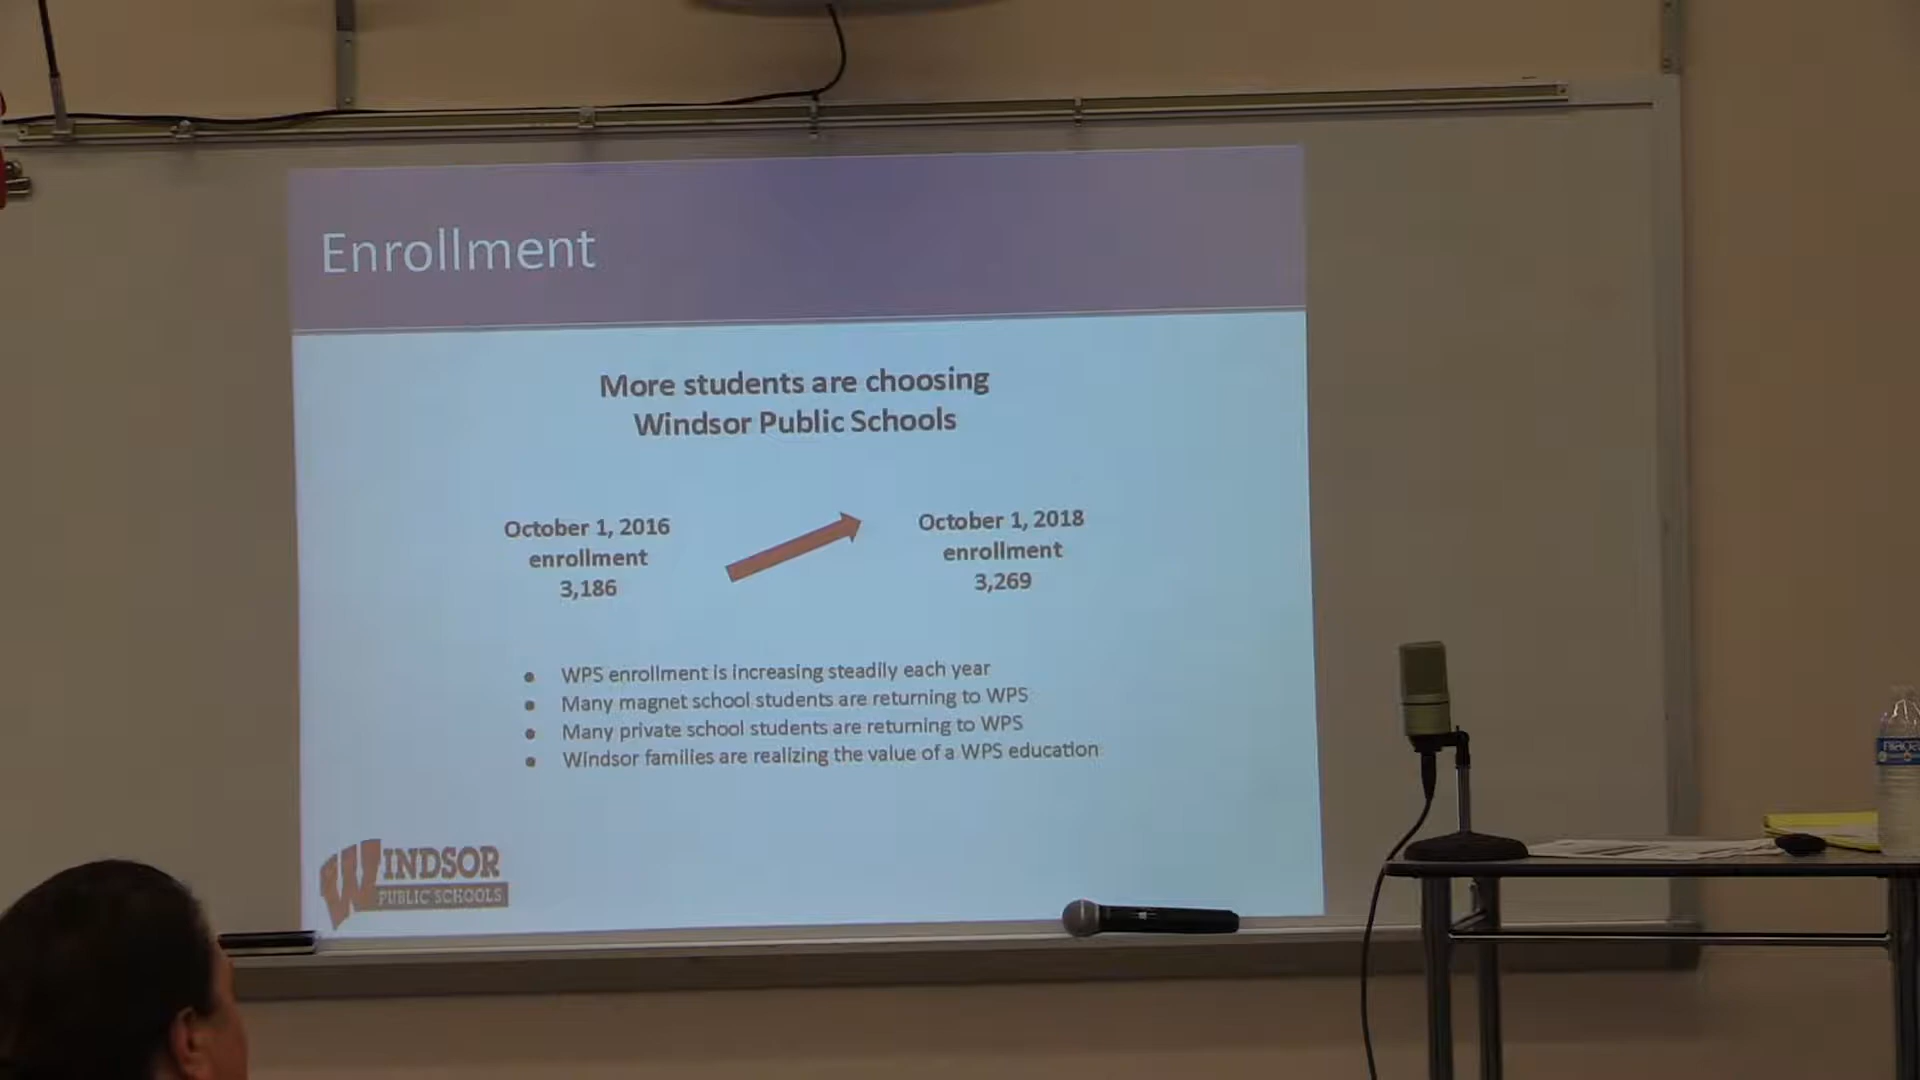 Enrollment
More students are choosing
Windsor Public Schools
October 1, 2016
enrollment
3,186
October 1, 2018
enrollment
3,269
● WPS enrollment is increasing steadily each year
● Many magnet school students are returning to WPS
● Many private school students are returning to WPS
● Windsor families are realizing the value of a WPS education
WINDSOR
PUBLIC SCHOOLS